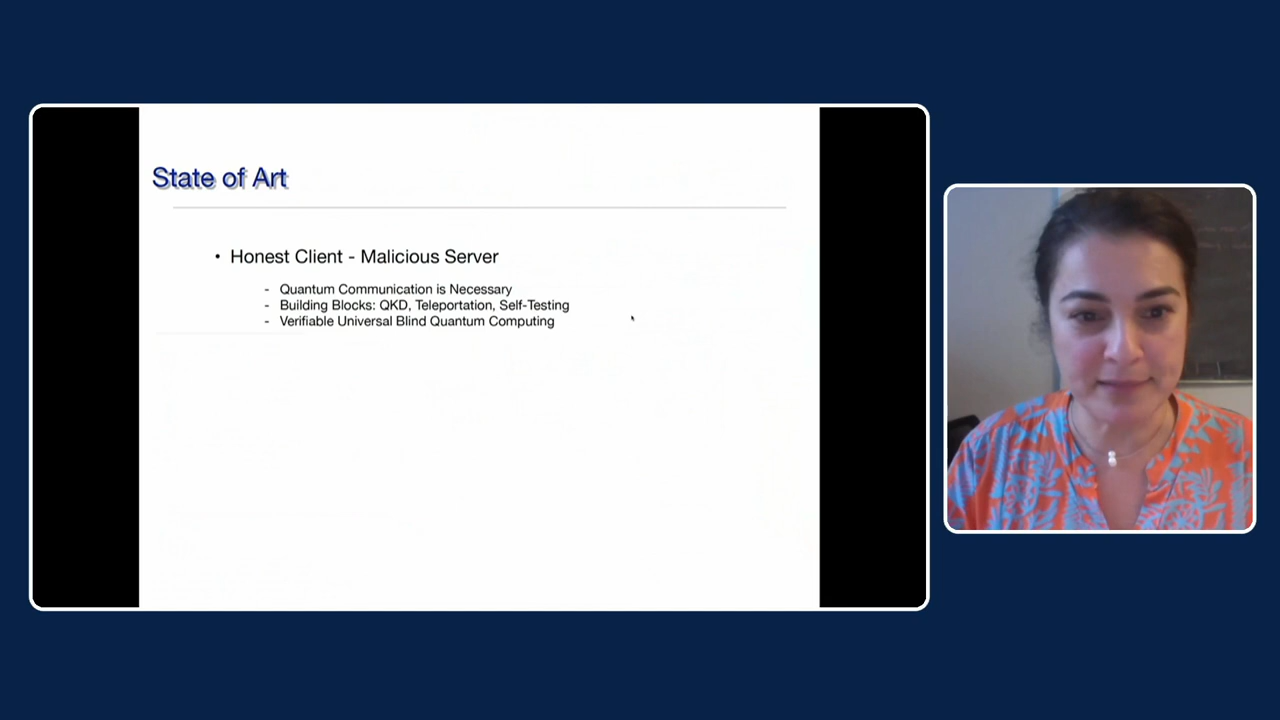 State of Art
• Honest Client - Malicious Server
- Quantum Communication is Necessary
- Building Blocks: QKD, Teleportation, Self-Testing
- Verifiable Universal Blind Quantum Computing